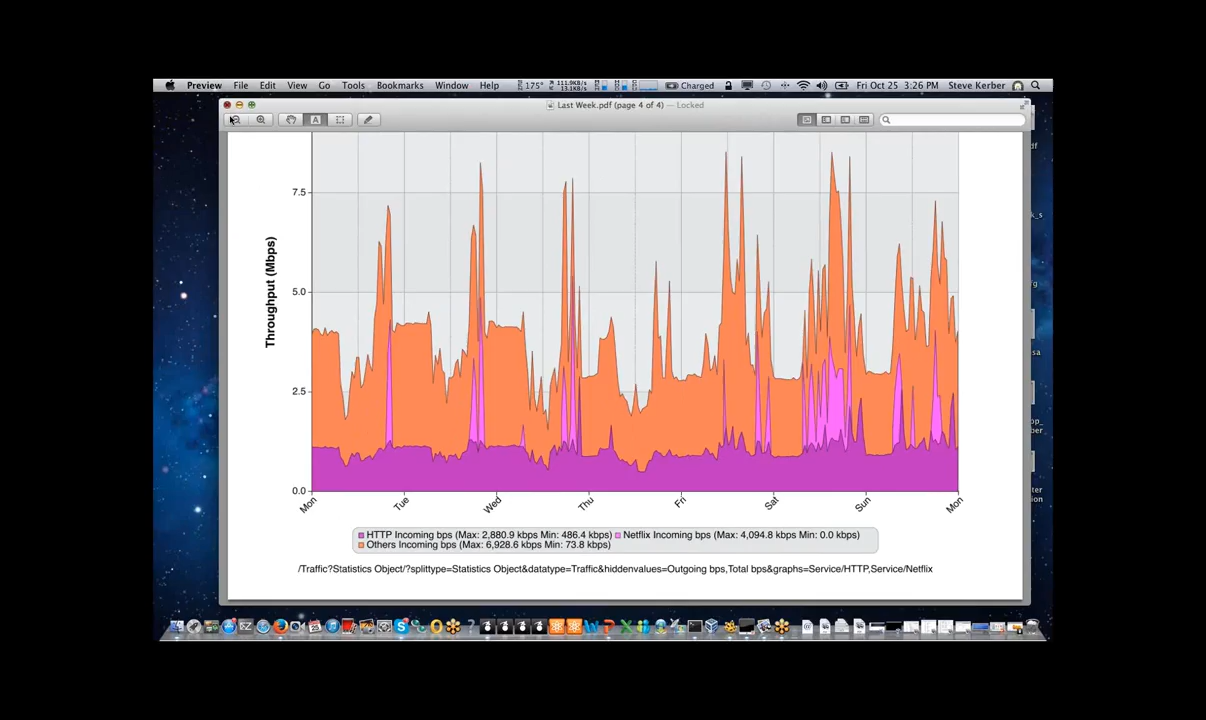 Preview File Edit View Go Tools Bookmarks Window Help 175° 111.9KB/s 13.1KB/s Charged Fri Oct 25 3:26 PM Steve Kerber
Last Week.pdf (page 4 of 4) — Locked
Throughput (Mbps)
7.5
5.0
2.5
0.0
Mon Tue Wed Thu Fri Sat Sun Mon
HTTP Incoming bps (Max: 2,880.9 kbps Min: 486.4 kbps) Netflix Incoming bps (Max: 4,094.8 kbps Min: 0.0 kbps)
Others Incoming bps (Max: 6,928.6 kbps Min: 73.8 kbps)
/Traffic?Statistics Object/?splittype=Statistics Object&datatype=Traffic&hiddenvalues=Outgoing bps,Total bps&graphs=Service/HTTP,Service/Netflix